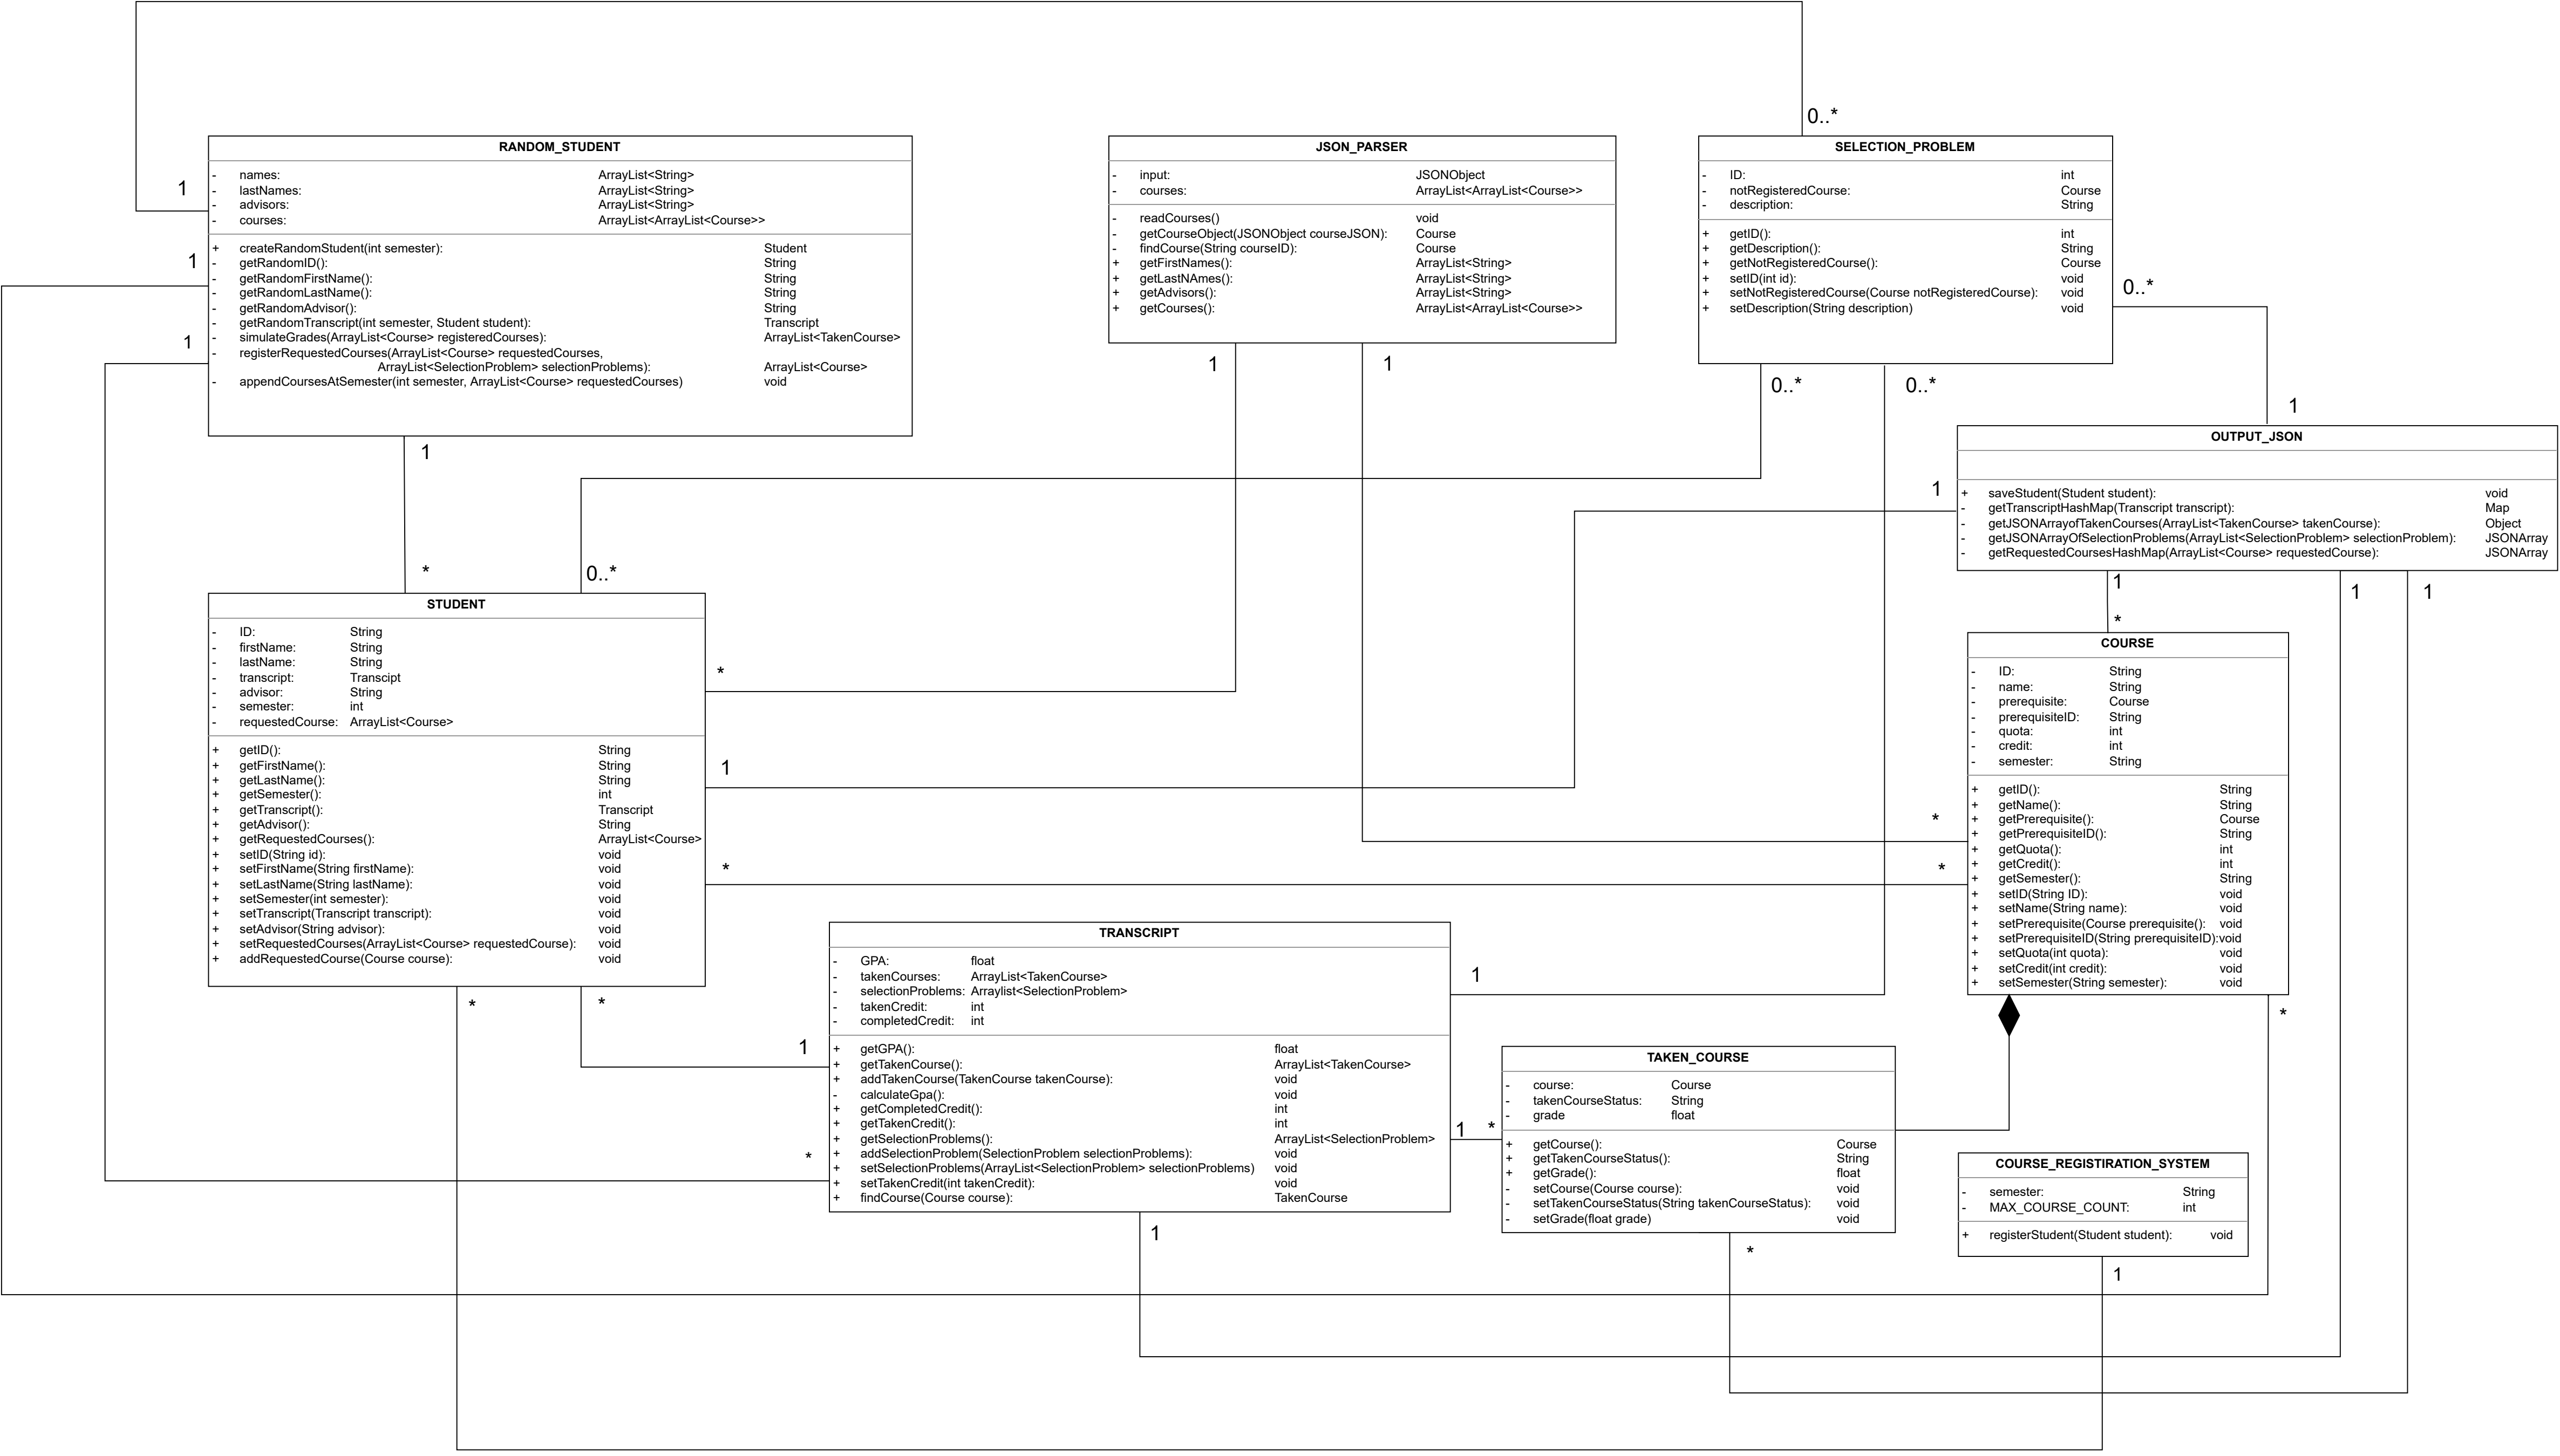 0..*
RANDOM_STUDENT
- names: ArrayList<String>
- lastNames: ArrayList<String>
- advisors: ArrayList<String>
- courses: ArrayList<ArrayList<Course>>
+ createRandomStudent(int semester): Student
- getRandomID(): String
- getRandomFirstName(): String
- getRandomLastName(): String
- getRandomAdvisor(): String
- getRandomTranscript(int semester, Student student): Transcript
- simulateGrades(ArrayList<Course> registeredCourses): ArrayList<TakenCourse>
- registerRequestedCourses(ArrayList<Course> requestedCourses,
ArrayList<SelectionProblem> selectionProblems): ArrayList<Course>
- appendCoursesAtSemester(int semester, ArrayList<Course> requestedCourses) void
1
1
1
1
JSON_PARSER
- input: JSONObject
- courses: ArrayList<ArrayList<Course>>
- readCourses() void
- getCourseObject(JSONObject courseJSON): Course
- findCourse(String courseID): Course
+ getFirstNames(): ArrayList<String>
+ getLastNAmes(): ArrayList<String>
+ getAdvisors(): ArrayList<String>
+ getCourses(): ArrayList<ArrayList<Course>>
1
1
SELECTION_PROBLEM
- ID: int
- notRegisteredCourse: Course
- description: String
+ getID(): int
+ getDescription(): String
+ getNotRegisteredCourse(): Course
+ setID(int id): void
+ setNotRegisteredCourse(Course notRegisteredCourse): void
+ setDescription(String description) void
0..*
0..*
0..*
1
1
OUTPUT_JSON
+ saveStudent(Student student): void
- getTranscriptHashMap(Transcript transcript): Map
- getJSONArrayofTakenCourses(ArrayList<TakenCourse> takenCourse): Object
- getJSONArrayOfSelectionProblems(ArrayList<SelectionProblem> selectionProblem): JSONArray
- getRequestedCoursesHashMap(ArrayList<Course> requestedCourse): JSONArray
1
1
1
*
0..*
STUDENT
- ID: String
- firstName: String
- lastName: String
- transcript: Transcipt
- advisor: String
- semester: int
- requestedCourse: ArrayList<Course>
+ getID(): String
+ getFirstName(): String
+ getLastName(): String
+ getSemester(): int
+ getTranscript(): Transcript
+ getAdvisor(): String
+ getRequestedCourses(): ArrayList<Course>
+ setID(String id): void
+ setFirstName(String firstName): void
+ setLastName(String lastName): void
+ setSemester(int semester): void
+ setTranscript(Transcript transcript): void
+ setAdvisor(String advisor): void
+ setRequestedCourses(ArrayList<Course> requestedCourse): void
+ addRequestedCourse(Course course): void
*
1
*
*
*
*
COURSE
- ID: String
- name: String
- prerequisite: Course
- prerequisiteID: String
- quota: int
- credit: int
- semester: String
+ getID(): String
+ getName(): String
+ getPrerequisite(): Course
+ getPrerequisiteID(): String
+ getQuota(): int
+ getCredit(): int
+ getSemester(): String
+ setID(String ID): void
+ setName(String name): void
+ setPrerequisite(Course prerequisite(): void
+ setPrerequisiteID(String prerequisiteID):void
+ setQuota(int quota): void
+ setCredit(int credit): void
+ setSemester(String semester): void
*
*
*
1
*
TRANSCRIPT
- GPA: float
- takenCourses: ArrayList<TakenCourse>
- selectionProblems: Arraylist<SelectionProblem>
- takenCredit: int
- completedCredit: int
+ getGPA(): float
+ getTakenCourse(): ArrayList<TakenCourse>
+ addTakenCourse(TakenCourse takenCourse): void
- calculateGpa(): void
+ getCompletedCredit(): int
+ getTakenCredit(): int
+ getSelectionProblems(): ArrayList<SelectionProblem>
+ addSelectionProblem(SelectionProblem selectionProblems): void
+ setSelectionProblems(ArrayList<SelectionProblem> selectionProblems) void
+ setTakenCredit(int takenCredit): void
+ findCourse(Course course): TakenCourse
1
*
1
1
*
TAKEN_COURSE
- course: Course
- takenCourseStatus: String
- grade float
+ getCourse(): Course
+ getTakenCourseStatus(): String
+ getGrade(): float
- setCourse(Course course): void
- setTakenCourseStatus(String takenCourseStatus): void
- setGrade(float grade) void
*
COURSE_REGISTIRATION_SYSTEM
- semester: String
- MAX_COURSE_COUNT: int
+ registerStudent(Student student): void
1